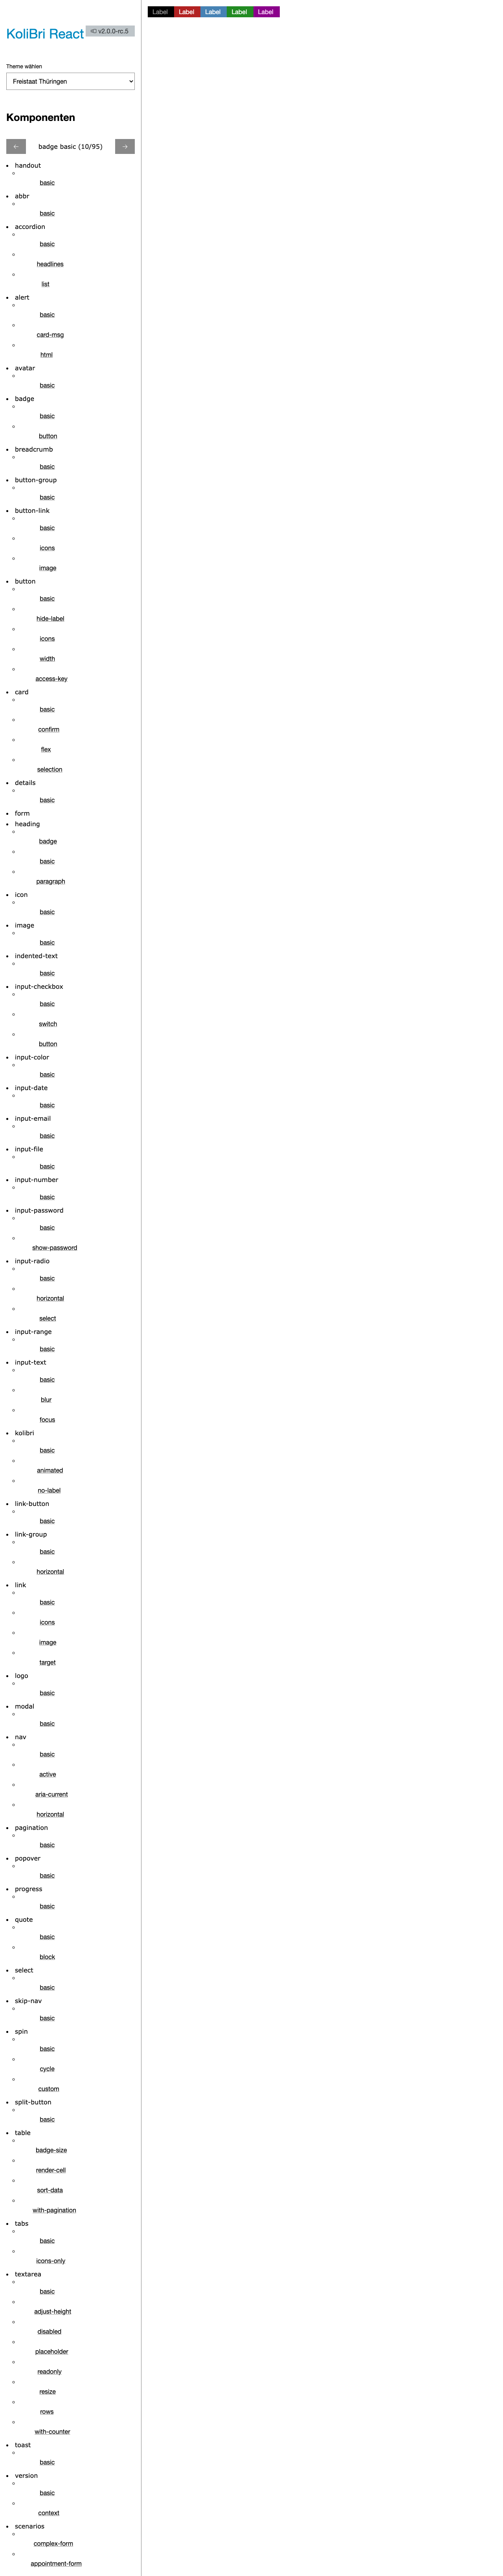 KoliBri React
v2.0.0-rc.5
Theme wählen
Freistaat Thüringen
Komponenten
← badge basic (10/95) →
handout
basic
abbr
basic
accordion
basic
headlines
list
alert
basic
card-msg
html
avatar
basic
badge
basic
button
breadcrumb
basic
button-group
basic
button-link
basic
icons
image
button
basic
hide-label
icons
width
access-key
card
basic
confirm
flex
selection
details
basic
form
heading
badge
basic
paragraph
icon
basic
image
basic
indented-text
basic
input-checkbox
basic
switch
button
input-color
basic
input-date
basic
input-email
basic
input-file
basic
input-number
basic
input-password
basic
show-password
input-radio
basic
horizontal
select
input-range
basic
input-text
basic
blur
focus
kolibri
basic
animated
no-label
link-button
basic
link-group
basic
horizontal
link
basic
icons
image
target
logo
basic
modal
basic
nav
basic
active
aria-current
horizontal
pagination
basic
popover
basic
progress
basic
quote
basic
block
select
basic
skip-nav
basic
spin
basic
cycle
custom
split-button
basic
table
badge-size
render-cell
sort-data
with-pagination
tabs
basic
icons-only
textarea
basic
adjust-height
disabled
placeholder
readonly
resize
rows
with-counter
toast
basic
version
basic
context
scenarios
complex-form
appointment-form
Label Label Label Label Label